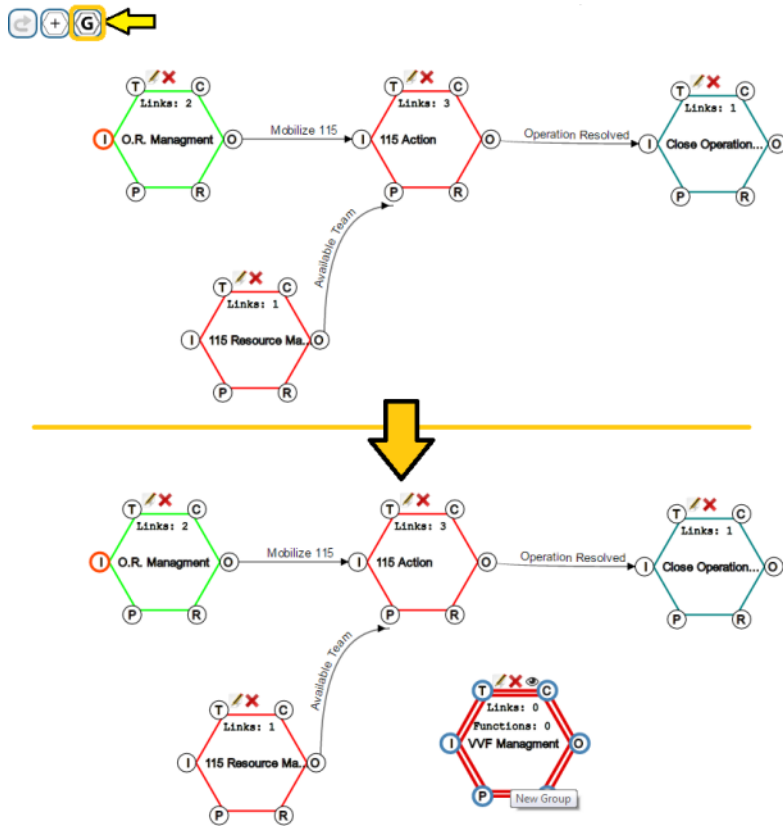 G
T C T C T C
Links: 2 Links: 3 Links: 1
I O.R. Managment O Mobilize 115 I 115 Action O Operation Resolved I Close Operation... O
P R P R P R
Available Team
T C
Links: 1
I 115 Resource Ma... O
P R
T C T C T C
Links: 2 Links: 3 Links: 1
I O.R. Managment O Mobilize 115 I 115 Action O Operation Resolved I Close Operation... O
P R P R P R
Available Team
T C T C
Links: 1 Links: 0
Functions: 0
I 115 Resource Ma... O I VVF Managment O
P R P
New Group